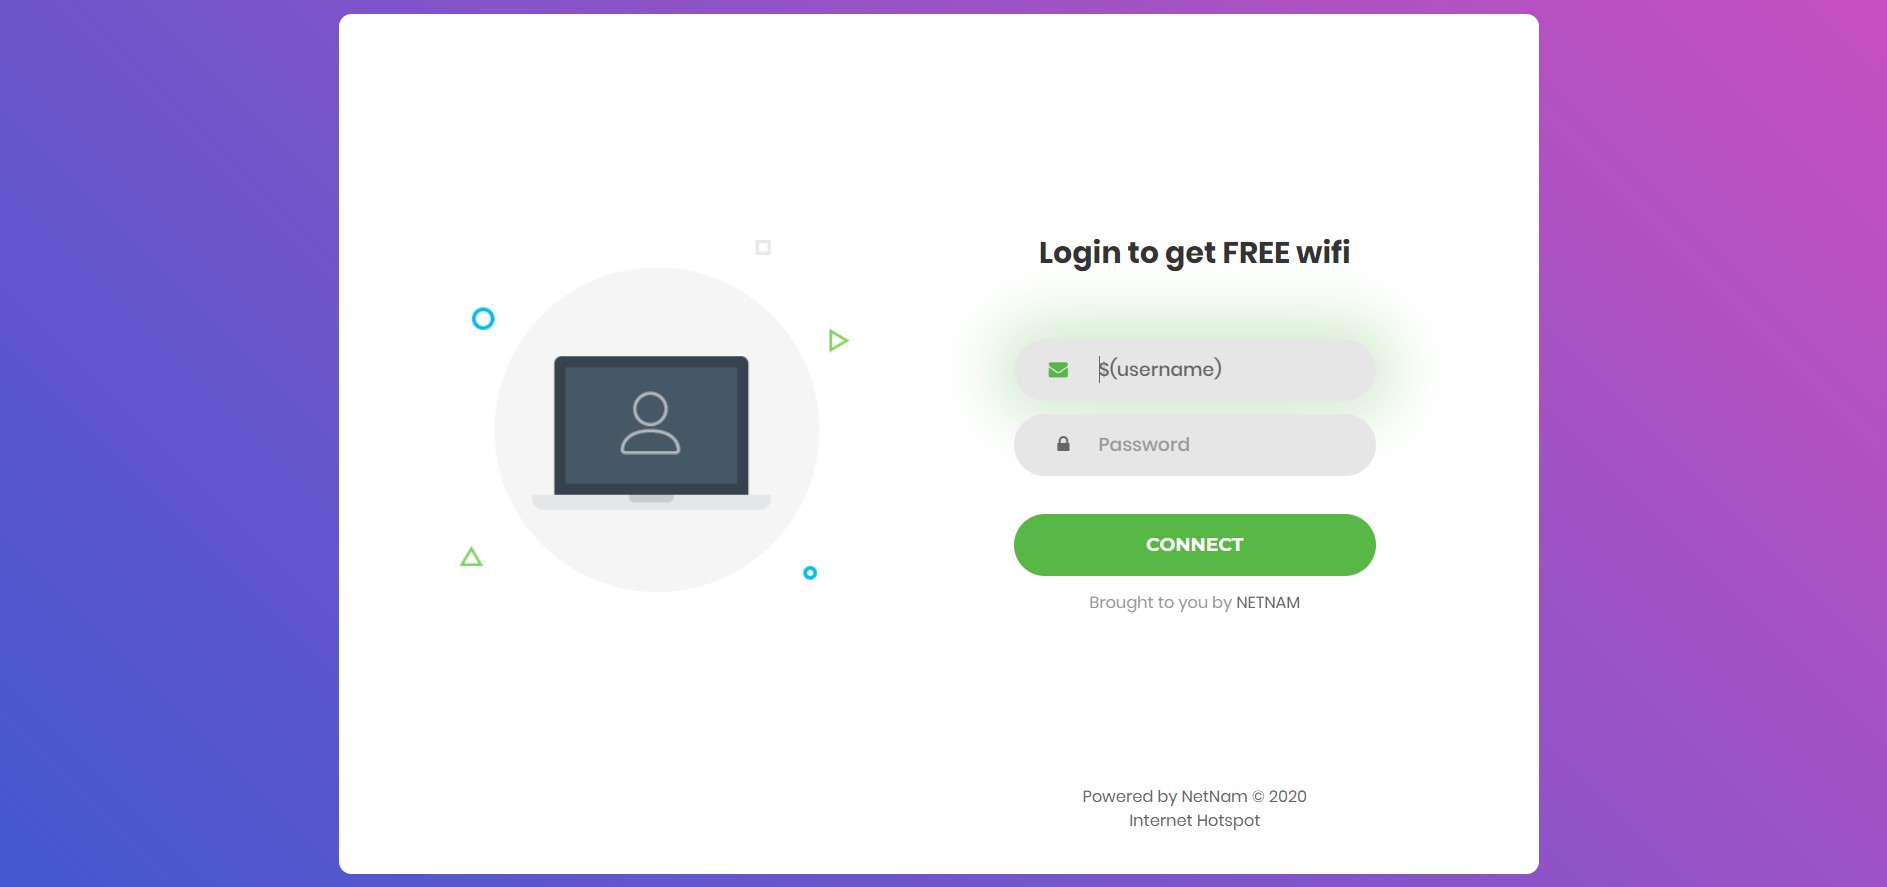 Login to get FREE wifi
$(username)
Password
CONNECT
Brought to you by NETNAM
Powered by NetNam © 2020
Internet Hotspot